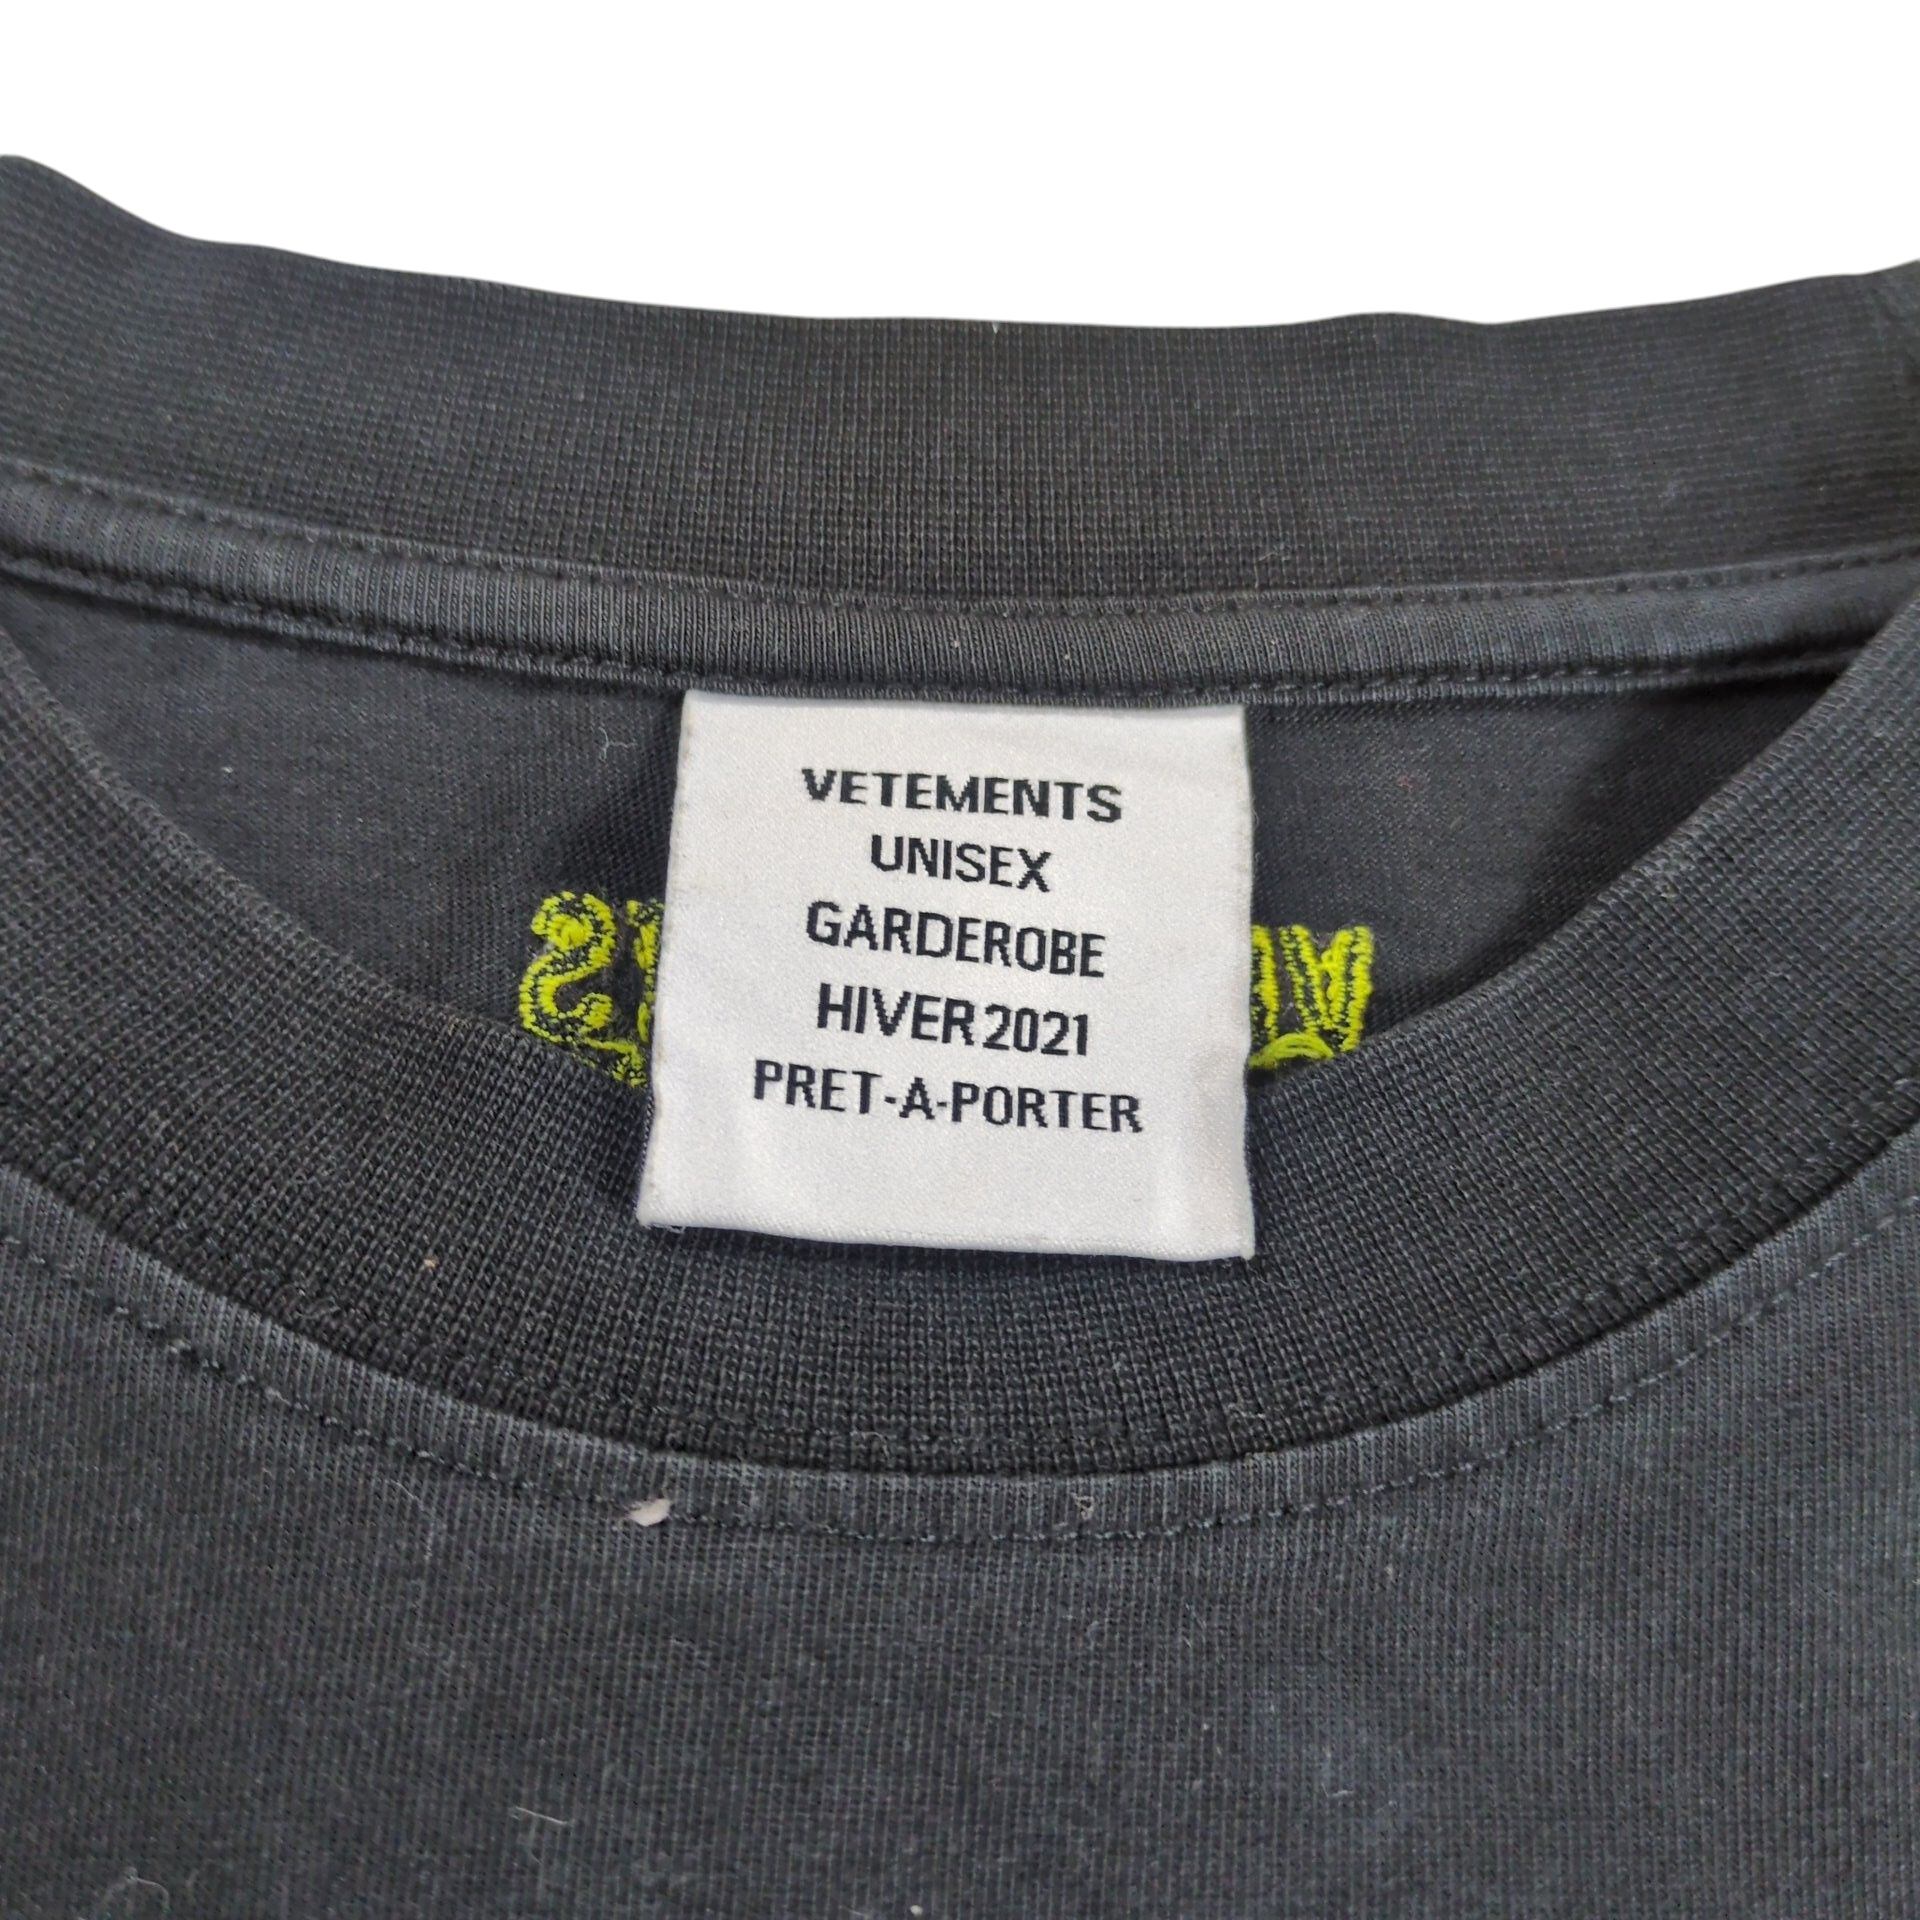 VETEMENTS
UNISEX
GARDEROBE
HIVER 2021
PRET-A-PORTER